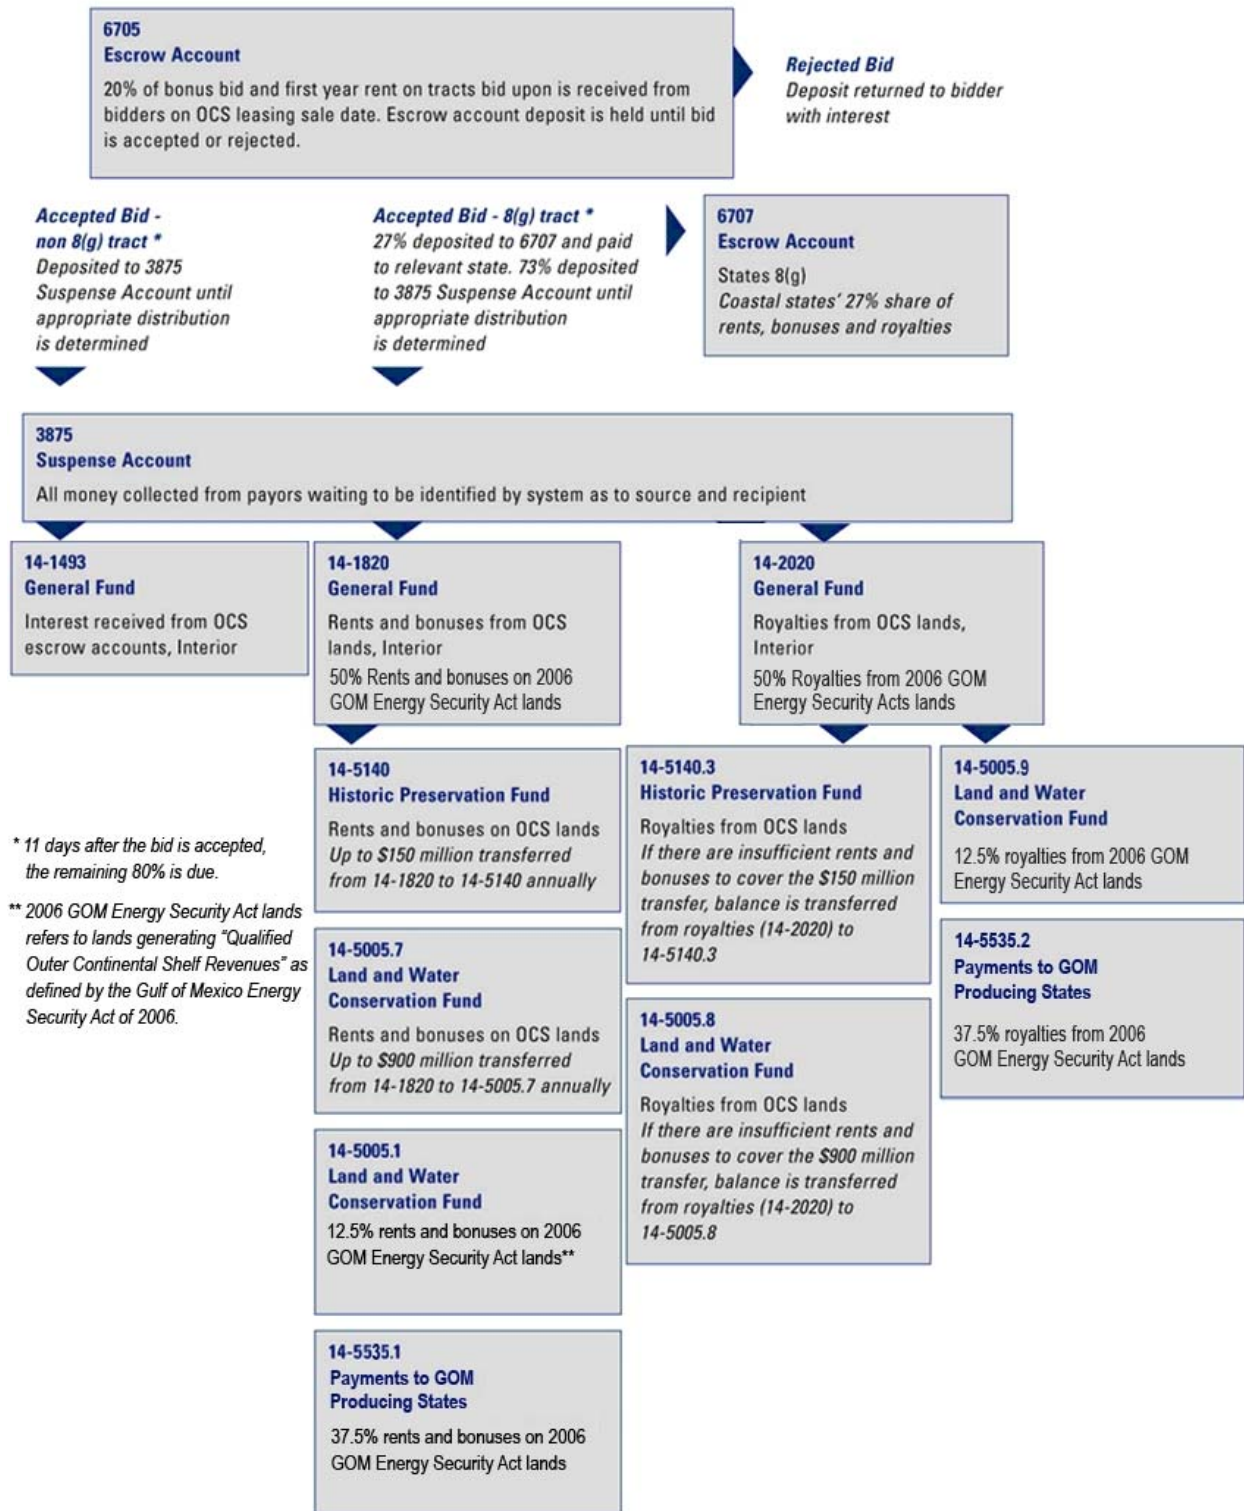 6705
Escrow Account
20% of bonus bid and first year rent on tracts bid upon is received from
bidders on OCS leasing sale date. Escrow account deposit is held until bid
is accepted or rejected.
Rejected Bid
Deposit returned to bidder
with interest
Accepted Bid -
non 8(g) tract *
Deposited to 3875
Suspense Account until
appropriate distribution
is determined
Accepted Bid - 8(g) tract *
27% deposited to 6707 and paid
to relevant state. 73% deposited
to 3875 Suspense Account until
appropriate distribution
is determined
6707
Escrow Account
States 8(g)
Coastal states' 27% share of
rents, bonuses and royalties
3875
Suspense Account
All money collected from payors waiting to be identified by system as to source and recipient
14-1493
General Fund
Interest received from OCS
escrow accounts, Interior
14-1820
General Fund
Rents and bonuses from OCS
lands, Interior
50% Rents and bonuses on 2006
GOM Energy Security Act lands
14-2020
General Fund
Royalties from OCS lands,
Interior
50% Royalties from 2006 GOM
Energy Security Acts lands
14-5140
Historic Preservation Fund
Rents and bonuses on OCS lands
Up to $150 million transferred
from 14-1820 to 14-5140 annually
14-5140.3
Historic Preservation Fund
Royalties from OCS lands
If there are insufficient rents and
bonuses to cover the $150 million
transfer, balance is transferred
from royalties (14-2020) to
14-5140.3
14-5005.9
Land and Water
Conservation Fund
12.5% royalties from 2006 GOM
Energy Security Act lands
* 11 days after the bid is accepted,
the remaining 80% is due.
** 2006 GOM Energy Security Act lands
refers to lands generating "Qualified
Outer Continental Shelf Revenues" as
defined by the Gulf of Mexico Energy
Security Act of 2006.
14-5005.7
Land and Water
Conservation Fund
Rents and bonuses on OCS lands
Up to $900 million transferred
from 14-1820 to 14-5005.7 annually
14-5005.8
Land and Water
Conservation Fund
Royalties from OCS lands
If there are insufficient rents and
bonuses to cover the $900 million
transfer, balance is transferred
from royalties (14-2020) to
14-5005.8
14-5535.2
Payments to GOM
Producing States
37.5% royalties from 2006
GOM Energy Security Act lands
14-5005.1
Land and Water
Conservation Fund
12.5% rents and bonuses on 2006
GOM Energy Security Act lands**
14-5535.1
Payments to GOM
Producing States
37.5% rents and bonuses on 2006
GOM Energy Security Act lands